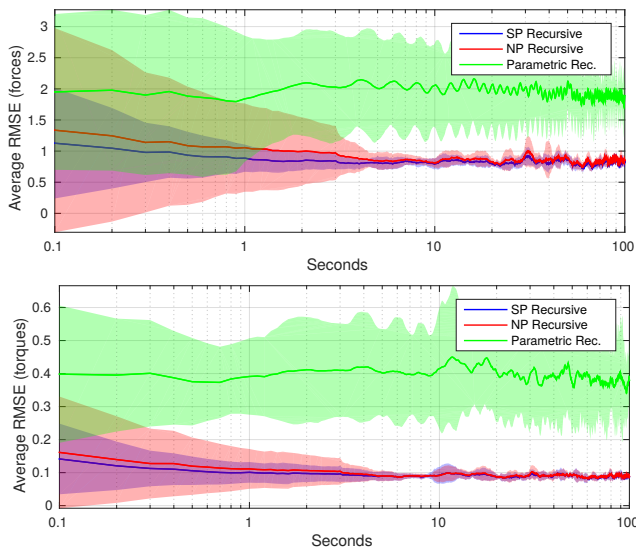 SP Recursive
NP Recursive
Parametric Rec.
Average RMSE (forces)
3
2.5
2
1.5
1
0.5
0
0.1
1
10
100
Seconds
SP Recursive
NP Recursive
Parametric Rec.
Average RMSE (torques)
0.6
0.5
0.4
0.3
0.2
0.1
0
0.1
1
10
100
Seconds